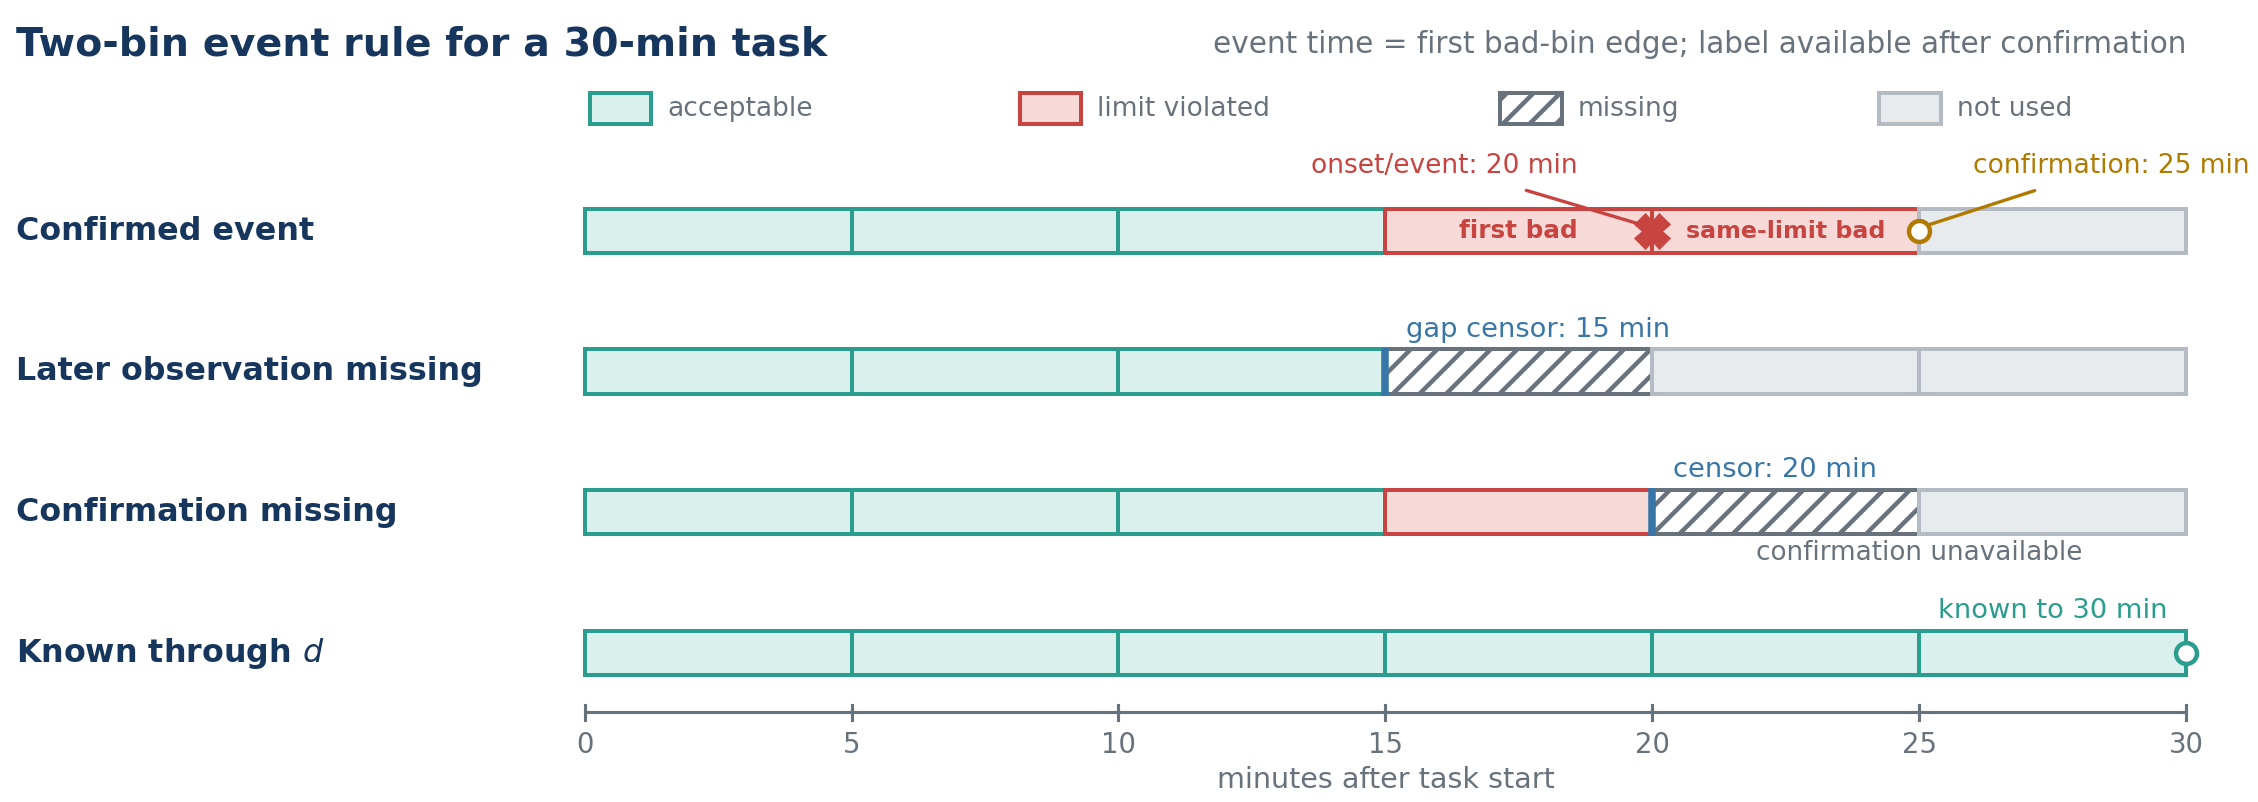 Two-bin event rule for a 30-min task
event time = first bad-bin edge; label available after confirmation
acceptable
limit violated
missing
not used
onset/event: 20 min
confirmation: 25 min
Confirmed event
first bad
same-limit bad
gap censor: 15 min
Later observation missing
censor: 20 min
Confirmation missing
confirmation unavailable
known to 30 min
Known through d
0 5 10 15 20 25 30
minutes after task start